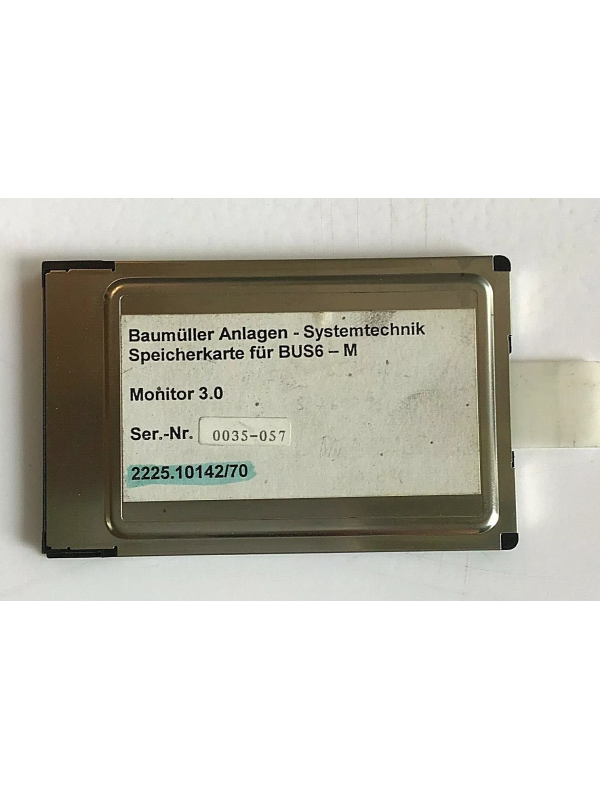 Baumüller Anlagen - Systemtechnik
Speicherkarte für BUS6 – M
Monitor 3.0
Ser.-Nr. 0035-057
2225.10142/70